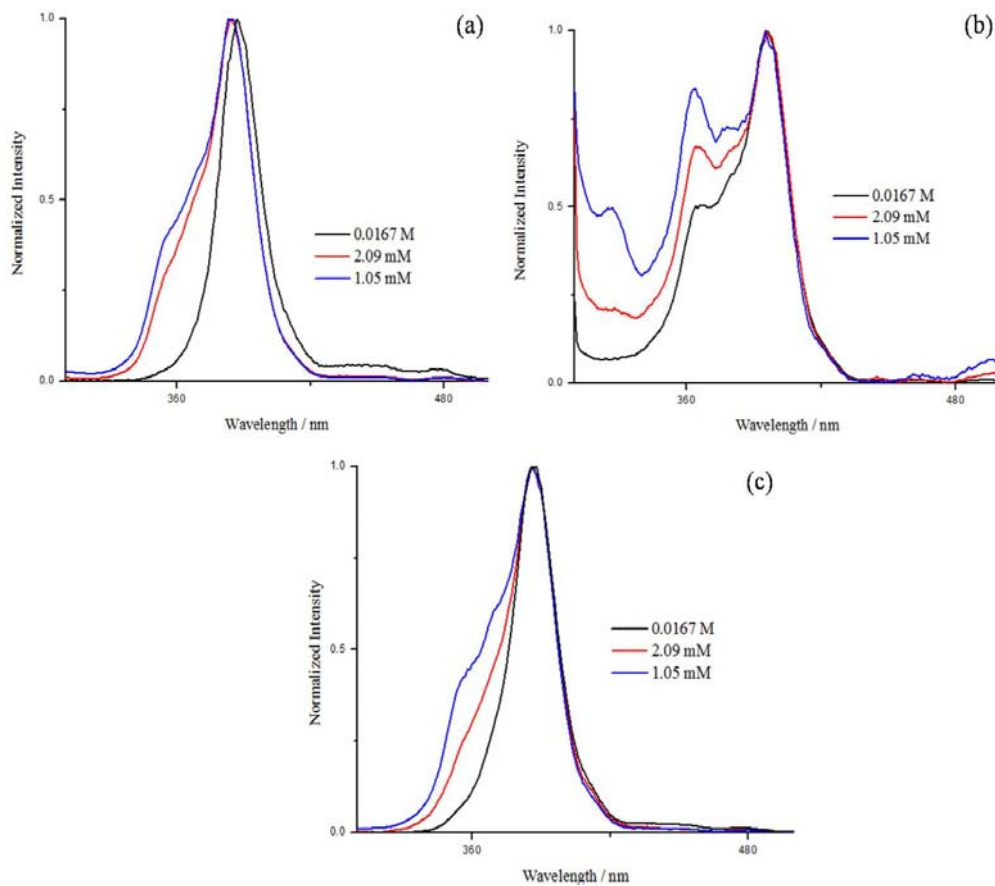 (a)
1.0
Normalized Intensity
0.5
0.0
0.0167 M
2.09 mM
1.05 mM
360
480
Wavelength / nm
(b)
1.0
Normalized Intensity
0.5
0.0
0.0167 M
2.09 mM
1.05 mM
360
480
Wavelength / nm
(c)
1.0
Normalized Intensity
0.5
0.0
0.0167 M
2.09 mM
1.05 mM
360
480
Wavelength / nm